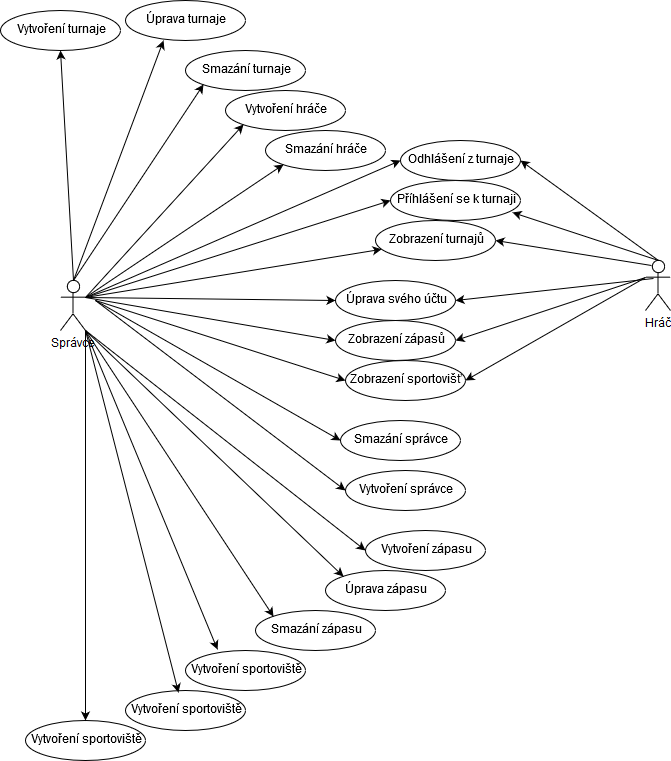 Úprava turnaje
Vytvoření turnaje
Smazání turnaje
Vytvoření hráče
Smazání hráče
Odhlášení z turnaje
Příhlášení se k turnaji
Zobrazení turnajů
Úprava svého účtu
Hráč
Zobrazení zápasů
Správce
Zobrazení sportovišť
Smazání správce
Vytvoření správce
Vytvoření zápasu
Úprava zápasu
Smazání zápasu
Vytvoření sportoviště
Vytvoření sportoviště
Vytvoření sportoviště